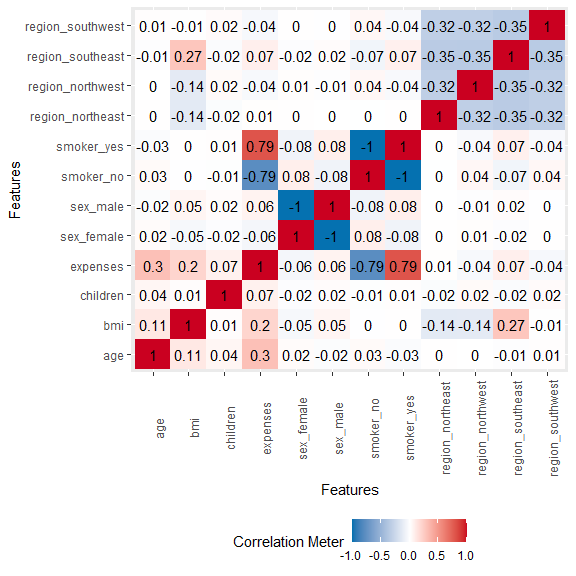 region_southwest 0.01 -0.01 0.02 -0.04 0 0 0.04 -0.04 -0.32 -0.32 -0.35 1
region_southeast -0.01 0.27 -0.02 0.07 -0.02 0.02 -0.07 0.07 -0.35 -0.35 1 -0.35
region_northwest 0 -0.14 0.02 -0.04 0.01 -0.01 0.04 -0.04 -0.32 1 -0.35 -0.32
region_northeast 0 -0.14 -0.02 0.01 0 0 0 0 1 -0.32 -0.35 -0.32
smoker_yes -0.03 0 0.01 0.79 -0.08 0.08 -1 1 0 -0.04 0.07 -0.04
smoker_no 0.03 0 -0.01 -0.79 0.08 -0.08 1 -1 0 0.04 -0.07 0.04
sex_male -0.02 0.05 0.02 0.06 -1 1 -0.08 0.08 0 -0.01 0.02 0
sex_female 0.02 -0.05 -0.02 -0.06 1 -1 0.08 -0.08 0 0.01 -0.02 0
expenses 0.3 0.2 0.07 1 -0.06 0.06 -0.79 0.79 0.01 -0.04 0.07 -0.04
children 0.04 0.01 1 0.07 -0.02 0.02 -0.01 0.01 -0.02 0.02 -0.02 0.02
bmi 0.11 1 0.01 0.2 -0.05 0.05 0 0 -0.14 -0.14 0.27 -0.01
age 1 0.11 0.04 0.3 0.02 -0.02 0.03 -0.03 0 0 -0.01 0.01
Features
age bmi children expenses sex_female sex_male smoker_no smoker_yes region_northeast region_northwest region_southeast region_southwest
Features
Correlation Meter
-1.0 -0.5 0.0 0.5 1.0